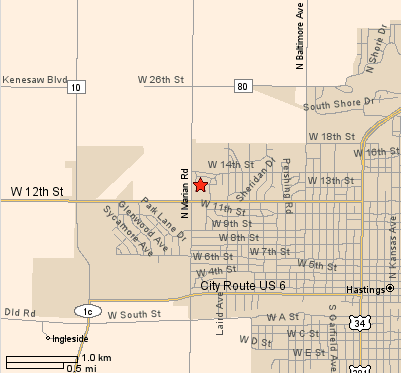 N Baltimore Ave
N Shore Dr
Kenesaw Blvd
W 26th St
10
80
South Shore Dr
W 18th St
W 16th St
W 14th St
Sheridan Dr
Pershing Rd
W 13th St
N Marian Rd
W 12th St
W 11th St
Park Lane Dr
Glenwood Ave
Sycamore Ave
W 9th St
W 8th St
W 7th St
W 6th St
W 5th St
W 4th St
N Kansas Ave
City Route US 6
Hastings
Laird Ave
1c
Old Rd
W South St
W A St
34
S Garfield Ave
W C St
W D St
W E St
Ingleside
281
1.0 km
0.5 mi